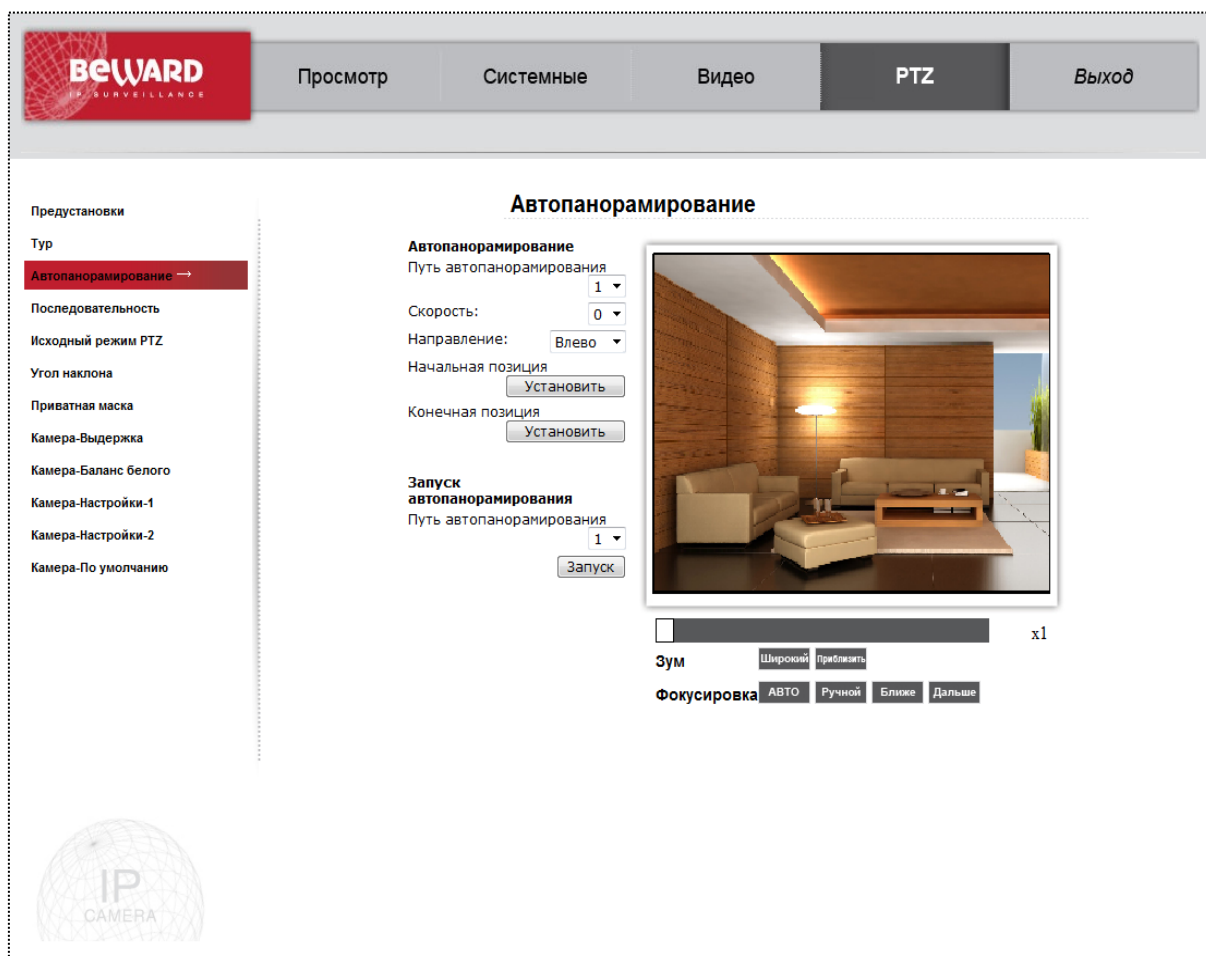 BEWARD
IP SURVEILLANCE
Просмотр
Системные
Видео
PTZ
Выход
Предустановки
Тур
Автопанорамирование →
Последовательность
Исходный режим PTZ
Угол наклона
Приватная маска
Камера-Выдержка
Камера-Баланс белого
Камера-Настройки-1
Камера-Настройки-2
Камера-По умолчанию
Автопанорамирование
Автопанорамирование
Путь автопанорамирования
1
Скорость:
0
Направление:
Влево
Начальная позиция
Установить
Конечная позиция
Установить
Запуск
автопанорамирования
Путь автопанорамирования
1
Запуск
x1
Зум
Широкий
Приблизить
Фокусировка
АВТО
Ручной
Ближе
Дальше
IP
CAMERA